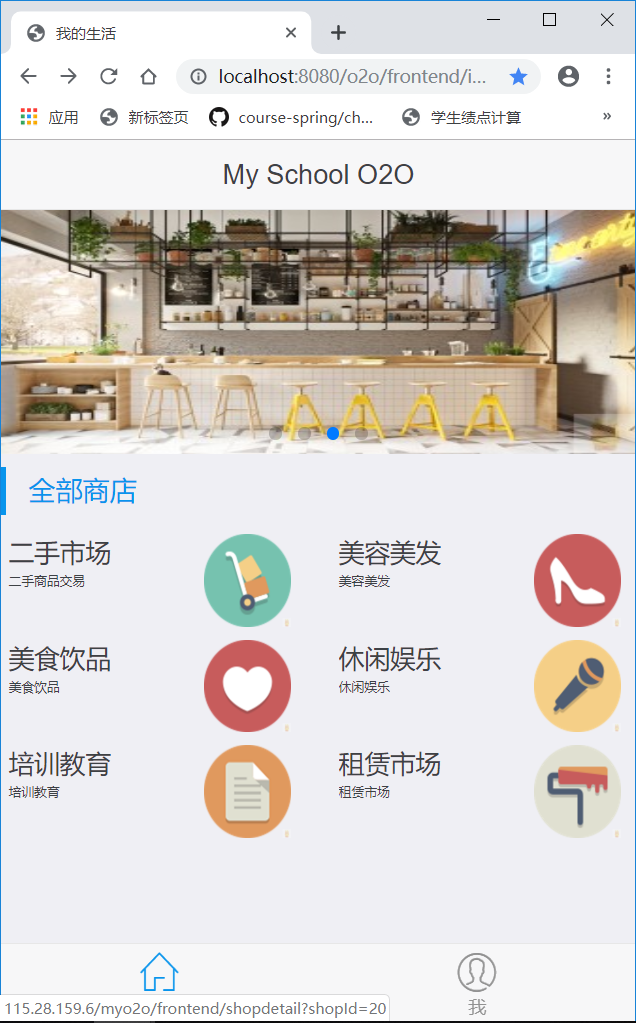 我的生活
localhost:8080/o2o/frontend/i...
应用 新标签页 course-spring/ch... 学生绩点计算 »
My School O2O
全部商店
二手市场
二手商品交易
美容美发
美容美发
美食饮品
美食饮品
休闲娱乐
休闲娱乐
培训教育
培训教育
租赁市场
租赁市场
我
115.28.159.6/myo2o/frontend/shopdetail?shopId=20